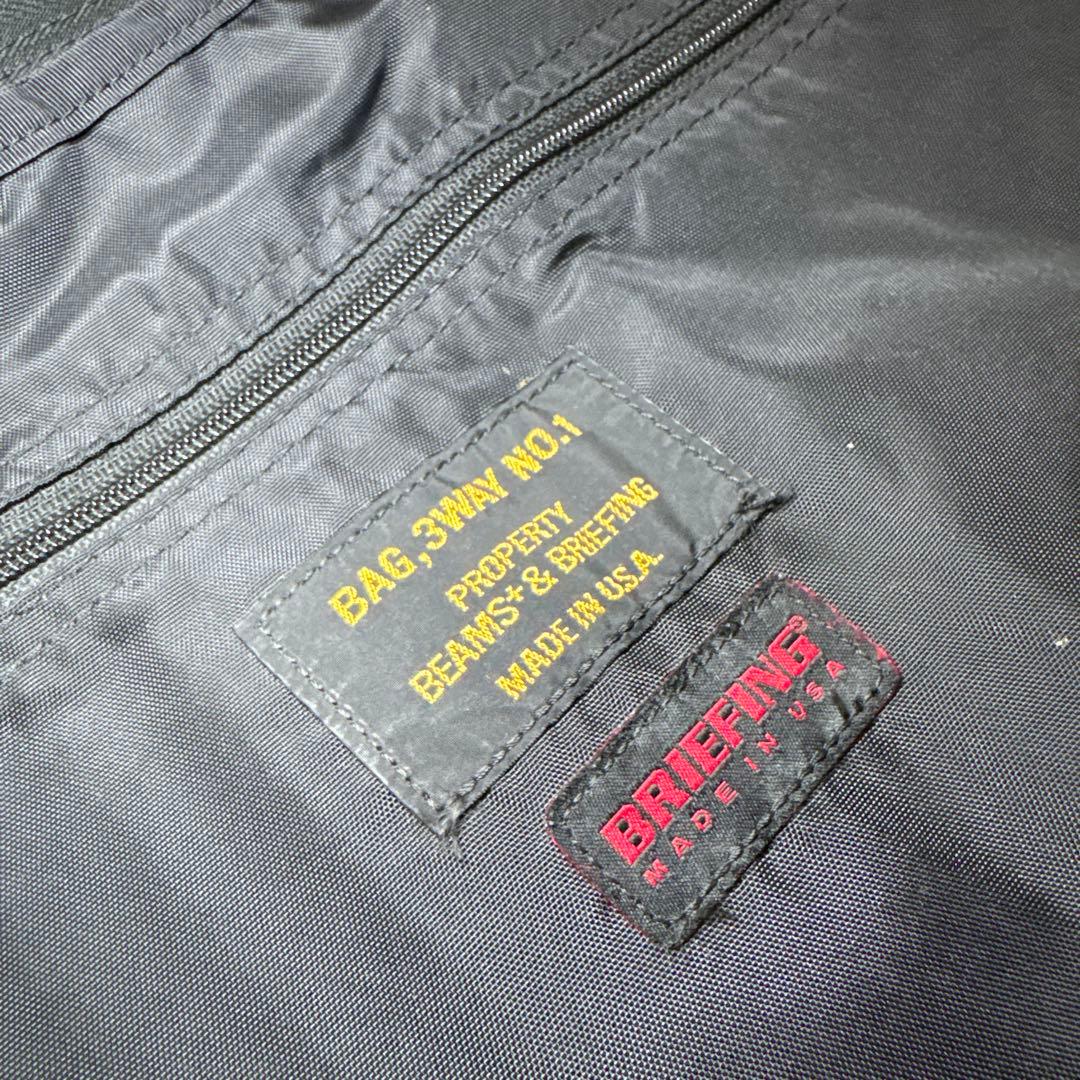 BAG,3WAY NO.1
PROPERTY
BEAMS+ & BRIEFING
MADE IN U.S.A.
BRIEFING®
MADE IN USA